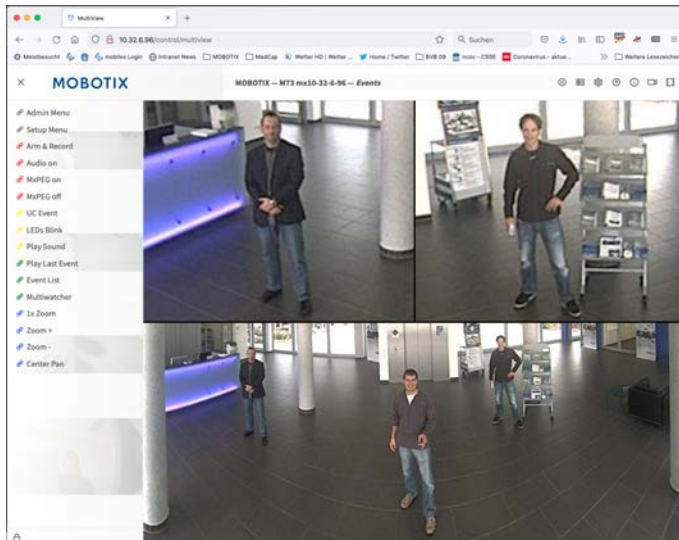 MultiView
10.32.6.96/control/multiview
Suchen
Meistbesucht
mobiles Login
Intranet News
MOBOTIX
MadCap
Wetter HD | Wetter ...
Home / Twitter
BVB 09
Coronavirus - aktue...
Weitere Lesezeichen
MOBOTIX
MOBOTIX — M73 mx10-32-6-96 — Events
Admin Menu
Setup Menu
Arm & Record
Audio on
MxPEG on
MxPEG off
UC Event
LEDs Blink
Play Sound
Play Last Event
Event List
Multiwatcher
1x Zoom
Zoom +
Zoom -
Center Pan